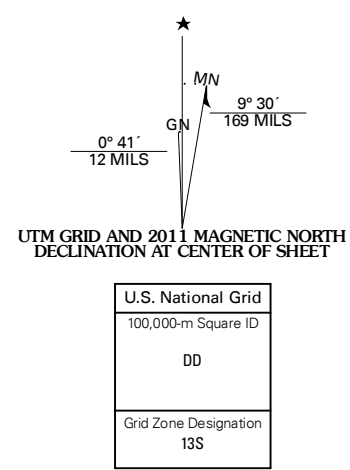 MN
9° 30´
169 MILS
GN
0° 41´
12 MILS
UTM GRID AND 2011 MAGNETIC NORTH
DECLINATION AT CENTER OF SHEET
U.S. National Grid
100,000-m Square ID
DD
Grid Zone Designation
13S